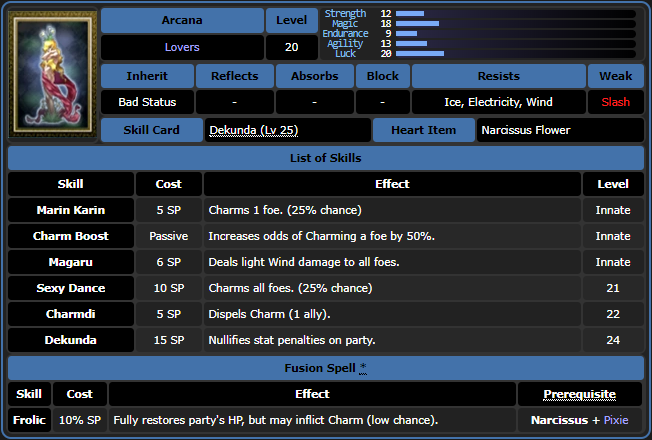 Arcana Level
Lovers 20
Strength 12
Magic 18
Endurance 9
Agility 13
Luck 20
Inherit Reflects Absorbs Block Resists Weak
Bad Status - - - Ice, Electricity, Wind Slash
Skill Card Dekunda (Lv 25) Heart Item Narcissus Flower
List of Skills
Skill Cost Effect Level
Marin Karin 5 SP Charms 1 foe. (25% chance) Innate
Charm Boost Passive Increases odds of Charming a foe by 50%. Innate
Magaru 6 SP Deals light Wind damage to all foes. Innate
Sexy Dance 10 SP Charms all foes. (25% chance) 21
Charmdi 5 SP Dispels Charm (1 ally). 22
Dekunda 15 SP Nullifies stat penalties on party. 24
Fusion Spell *
Skill Cost Effect Prerequisite
Frolic 10% SP Fully restores party's HP, but may inflict Charm (low chance). Narcissus + Pixie